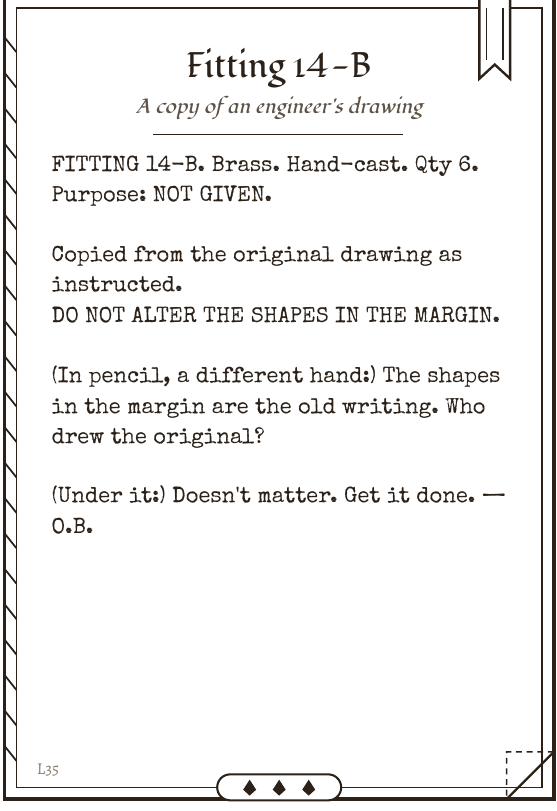 Fitting 14-B
A copy of an engineer's drawing
FITTING 14-B. Brass. Hand-cast. Qty 6.
Purpose: NOT GIVEN.
Copied from the original drawing as
instructed.
DO NOT ALTER THE SHAPES IN THE MARGIN.
(In pencil, a different hand:) The shapes
in the margin are the old writing. Who
drew the original?
(Under it:) Doesn't matter. Get it done. —
O.B.
L35